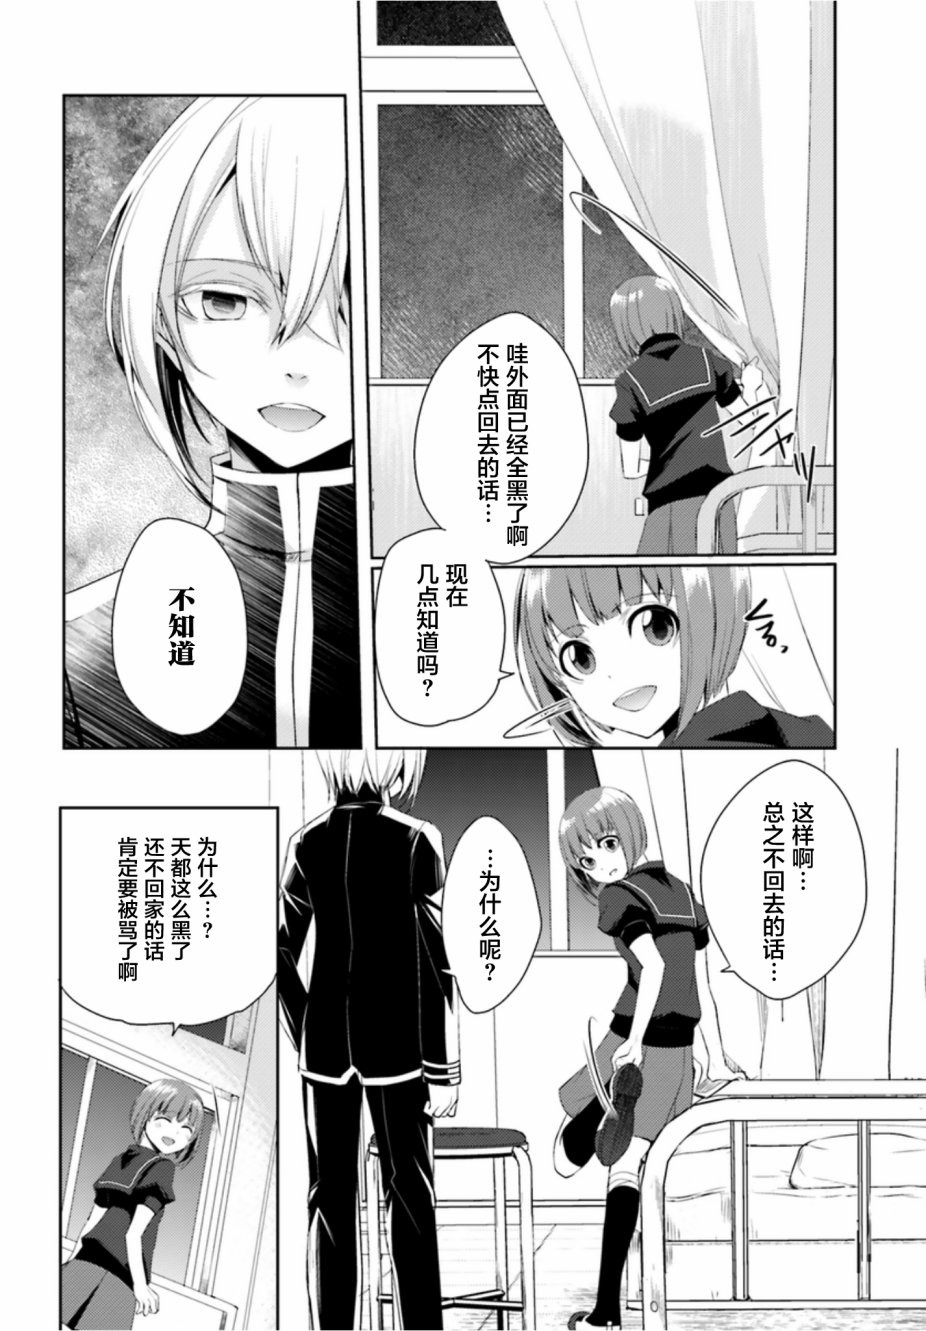 哇外面已经全黑了啊
不快点回去的话…
现在
几点知道吗？
不知道
这样啊…
总之不回去的话…
…为什么呢？
为什么…？
天都这么黑了
还不回家的话
肯定要被骂了啊